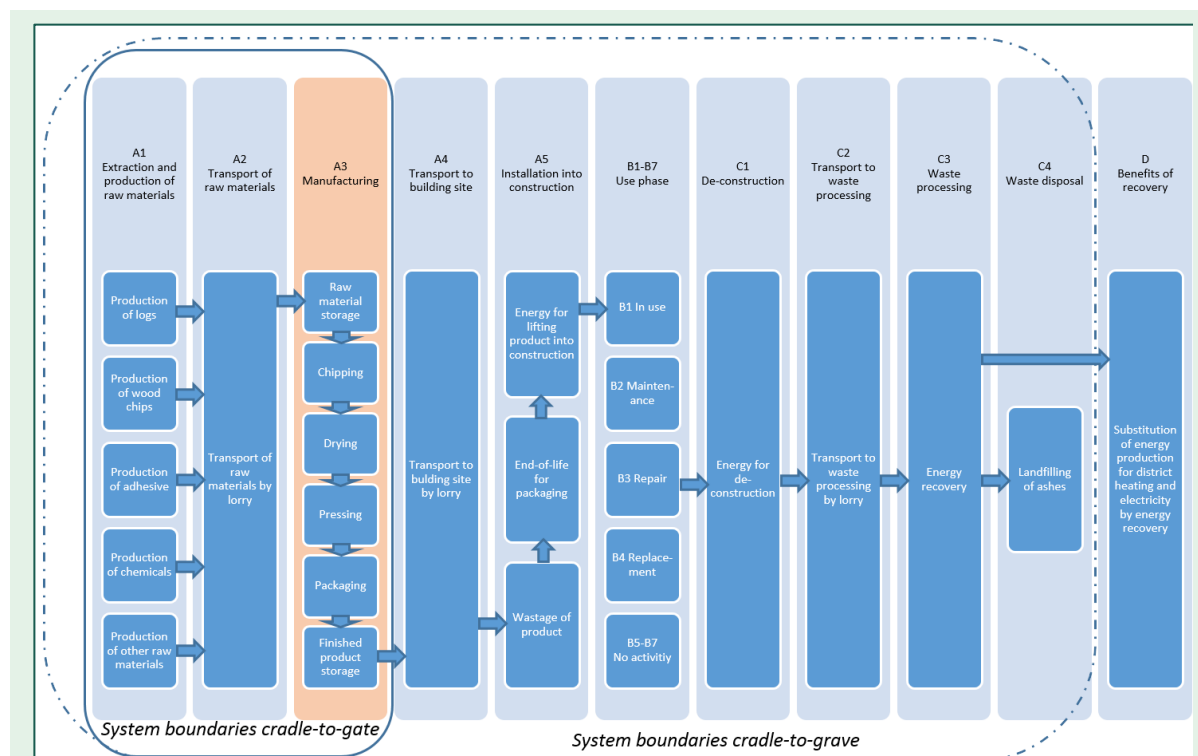 A1
Extraction and
production of
raw materials
A2
Transport of
raw materials
A3
Manufacturing
A4
Transport to
building site
A5
Installation into
construction
B1-B7
Use phase
C1
De-construction
C2
Transport to
waste
processing
C3
Waste
processing
C4
Waste disposal
D
Benefits of
recovery
Production
of logs
Production
of wood
chips
Production
of adhesive
Production
of chemicals
Production
of other raw
materials
Transport of
raw
materials by
lorry
Raw
material
storage
Chipping
Drying
Pressing
Packaging
Finished
product
storage
Transport to
bulding site
by lorry
Energy for
lifting
product into
construction
End-of-life
for
packaging
Wastage of
product
B1 In use
B2 Mainten-
ance
B3 Repair
B4 Replace-
ment
B5-B7
No activitiy
Energy for
de-
construction
Transport to
waste
processing
by lorry
Energy
recovery
Landfilling
of ashes
Substitution
of energy
production
for district
heating and
electricity
by energy
recovery
System boundaries cradle-to-gate
System boundaries cradle-to-grave